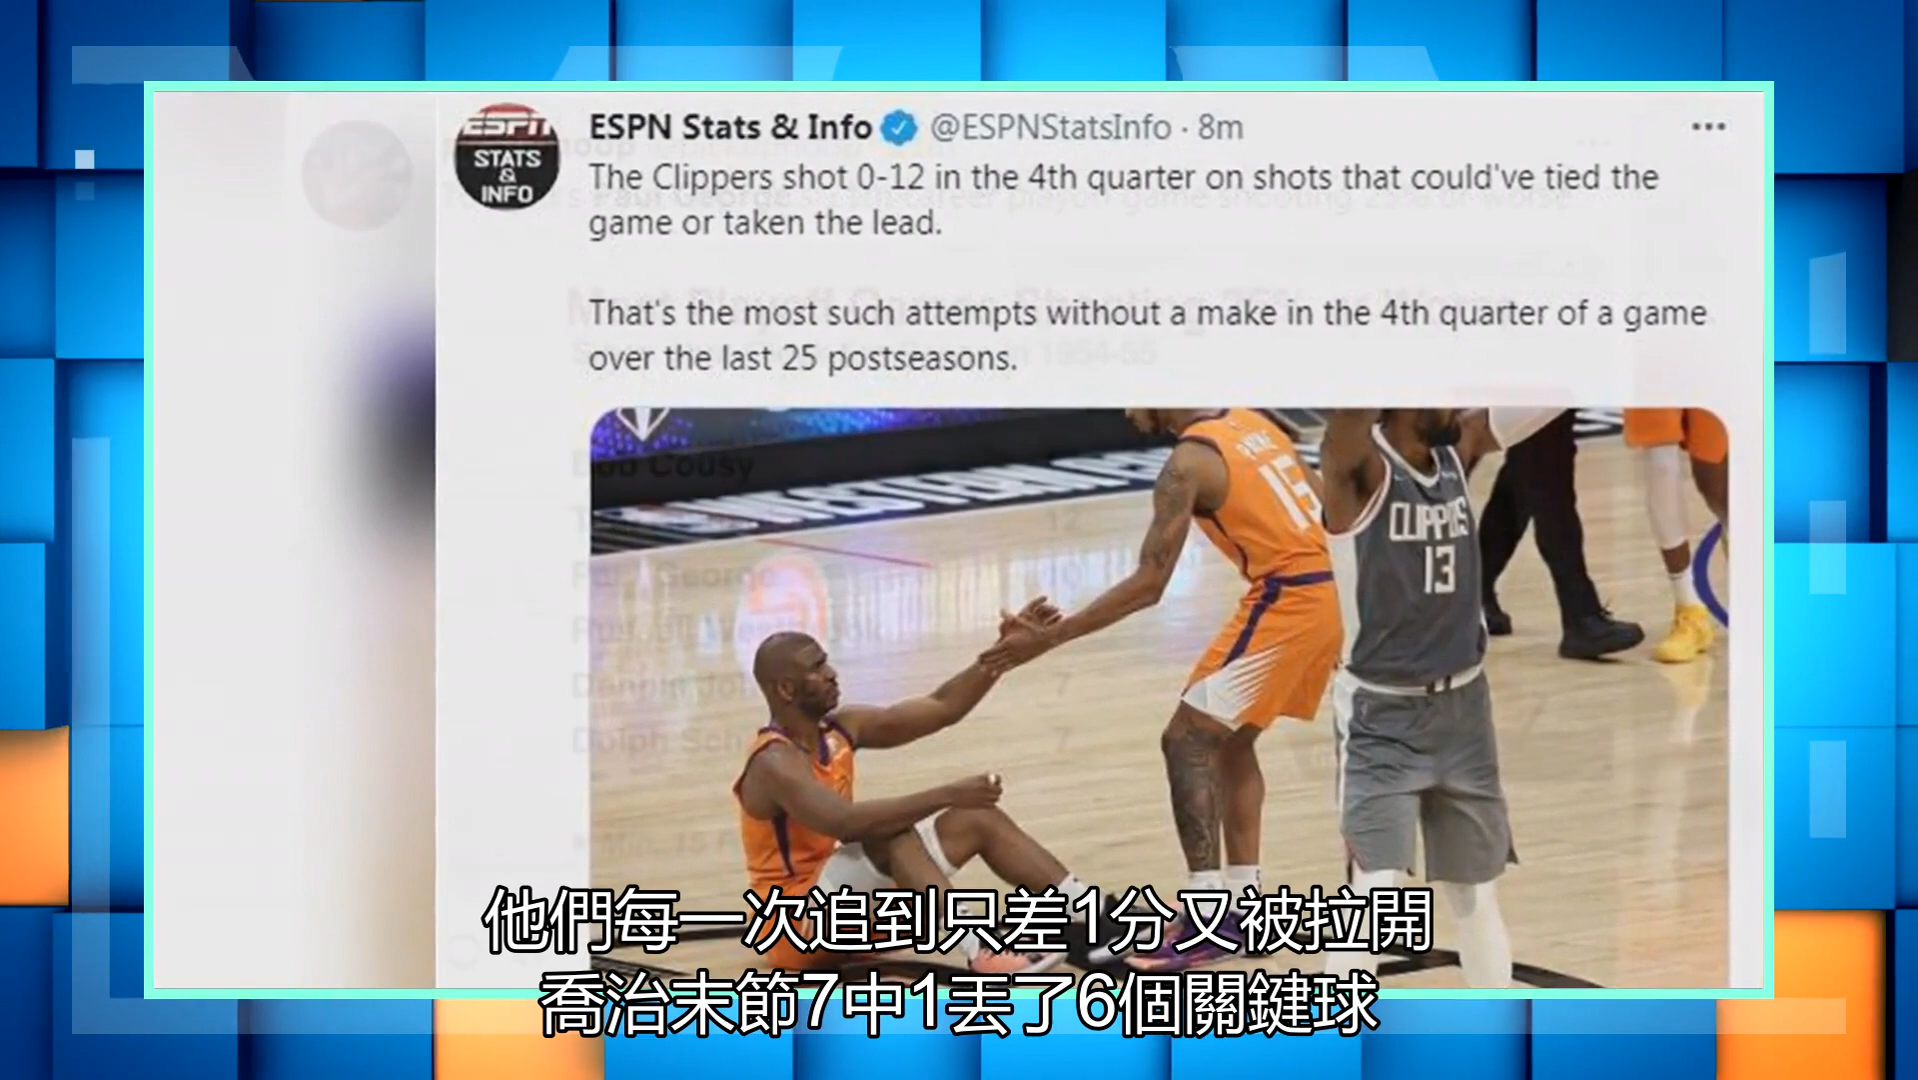 ESPN
STATS
&
INFO
ESPN Stats & Info @ESPNStatsInfo · 8m
The Clippers shot 0-12 in the 4th quarter on shots that could've tied the
game or taken the lead.
That's the most such attempts without a make in the 4th quarter of a game
over the last 25 postseasons.
Bob Cousy
15
CLIPPERS
13
他們每一次追到只差1分又被拉開
喬治末節7中1丟了6個關鍵球